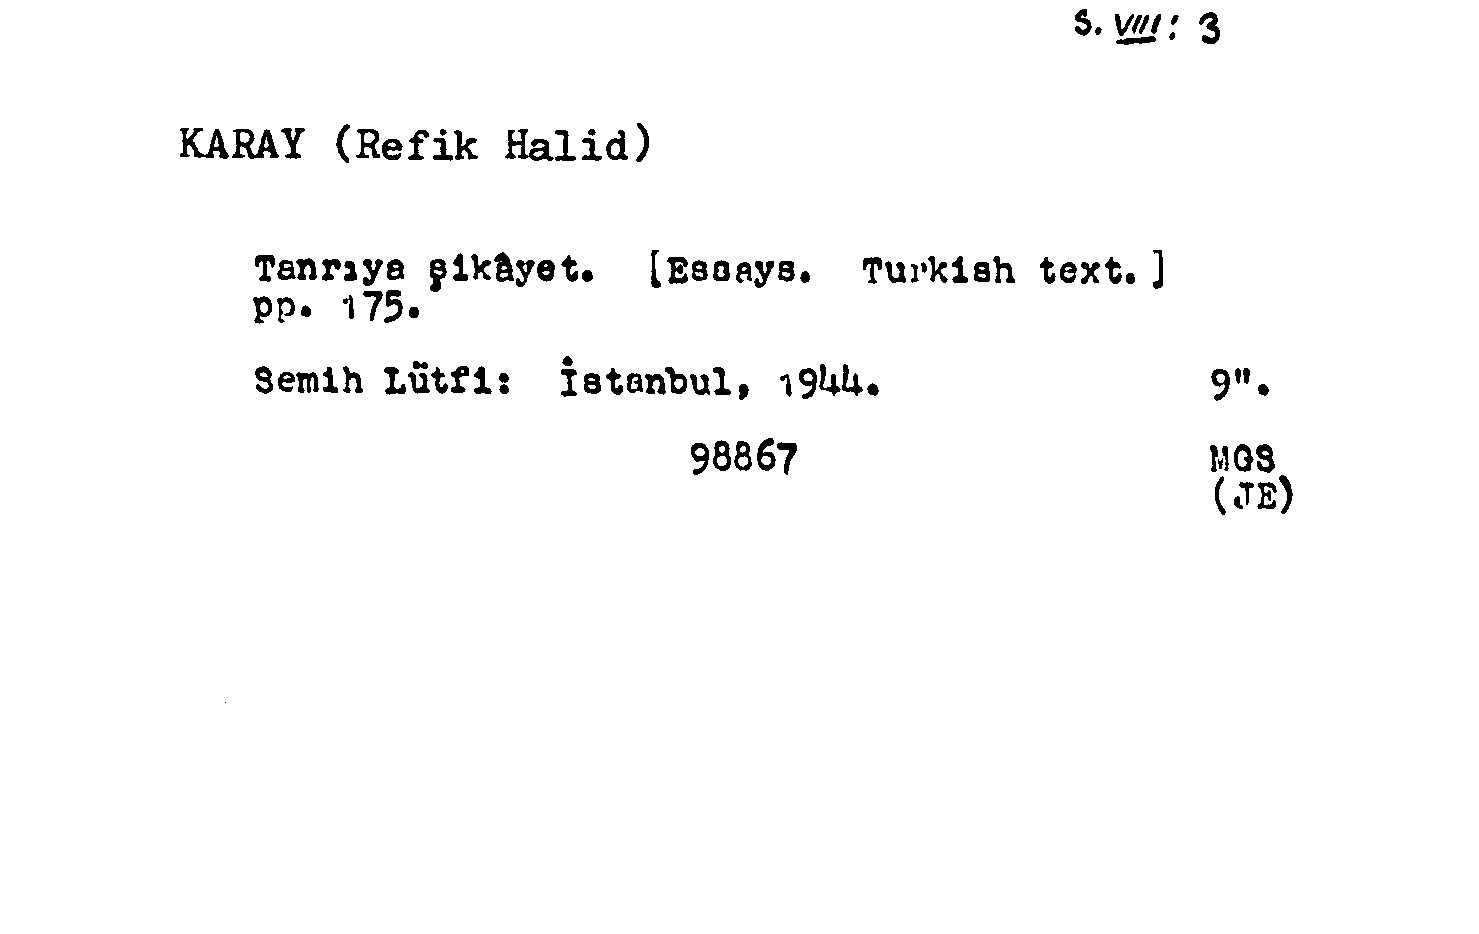 S. VIII: 3
KARAY (Refik Halid)
Tanrıya şikâyet. [Essays. Turkish text.]
pp. 175.
Semih Lütfi: İstanbul, 1944. 9".
98867 MGS
(JE)